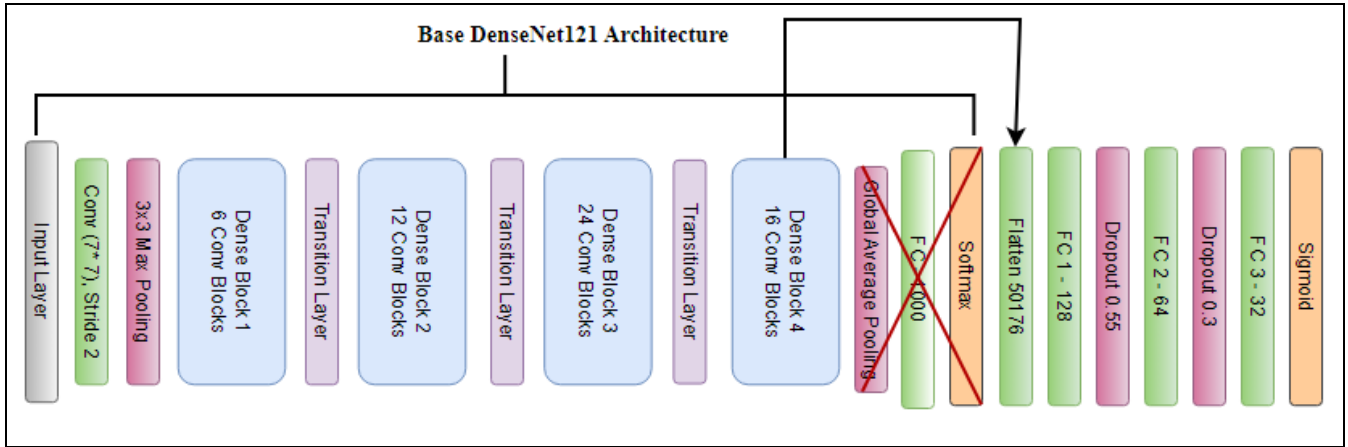 Base DenseNet121 Architecture
Input Layer
Conv (7* 7), Stride 2
3x3 Max Pooling
Dense Block 1
6 Conv Blocks
Transition Layer
Dense Block 2
12 Conv Blocks
Transition Layer
Dense Block 3
24 Conv Blocks
Transition Layer
Dense Block 4
16 Conv Blocks
Global Average Pooling
FC - 1000
Softmax
Flatten 50176
FC 1 - 128
Dropout 0.55
FC 2 - 64
Dropout 0.3
FC 3 - 32
Sigmoid